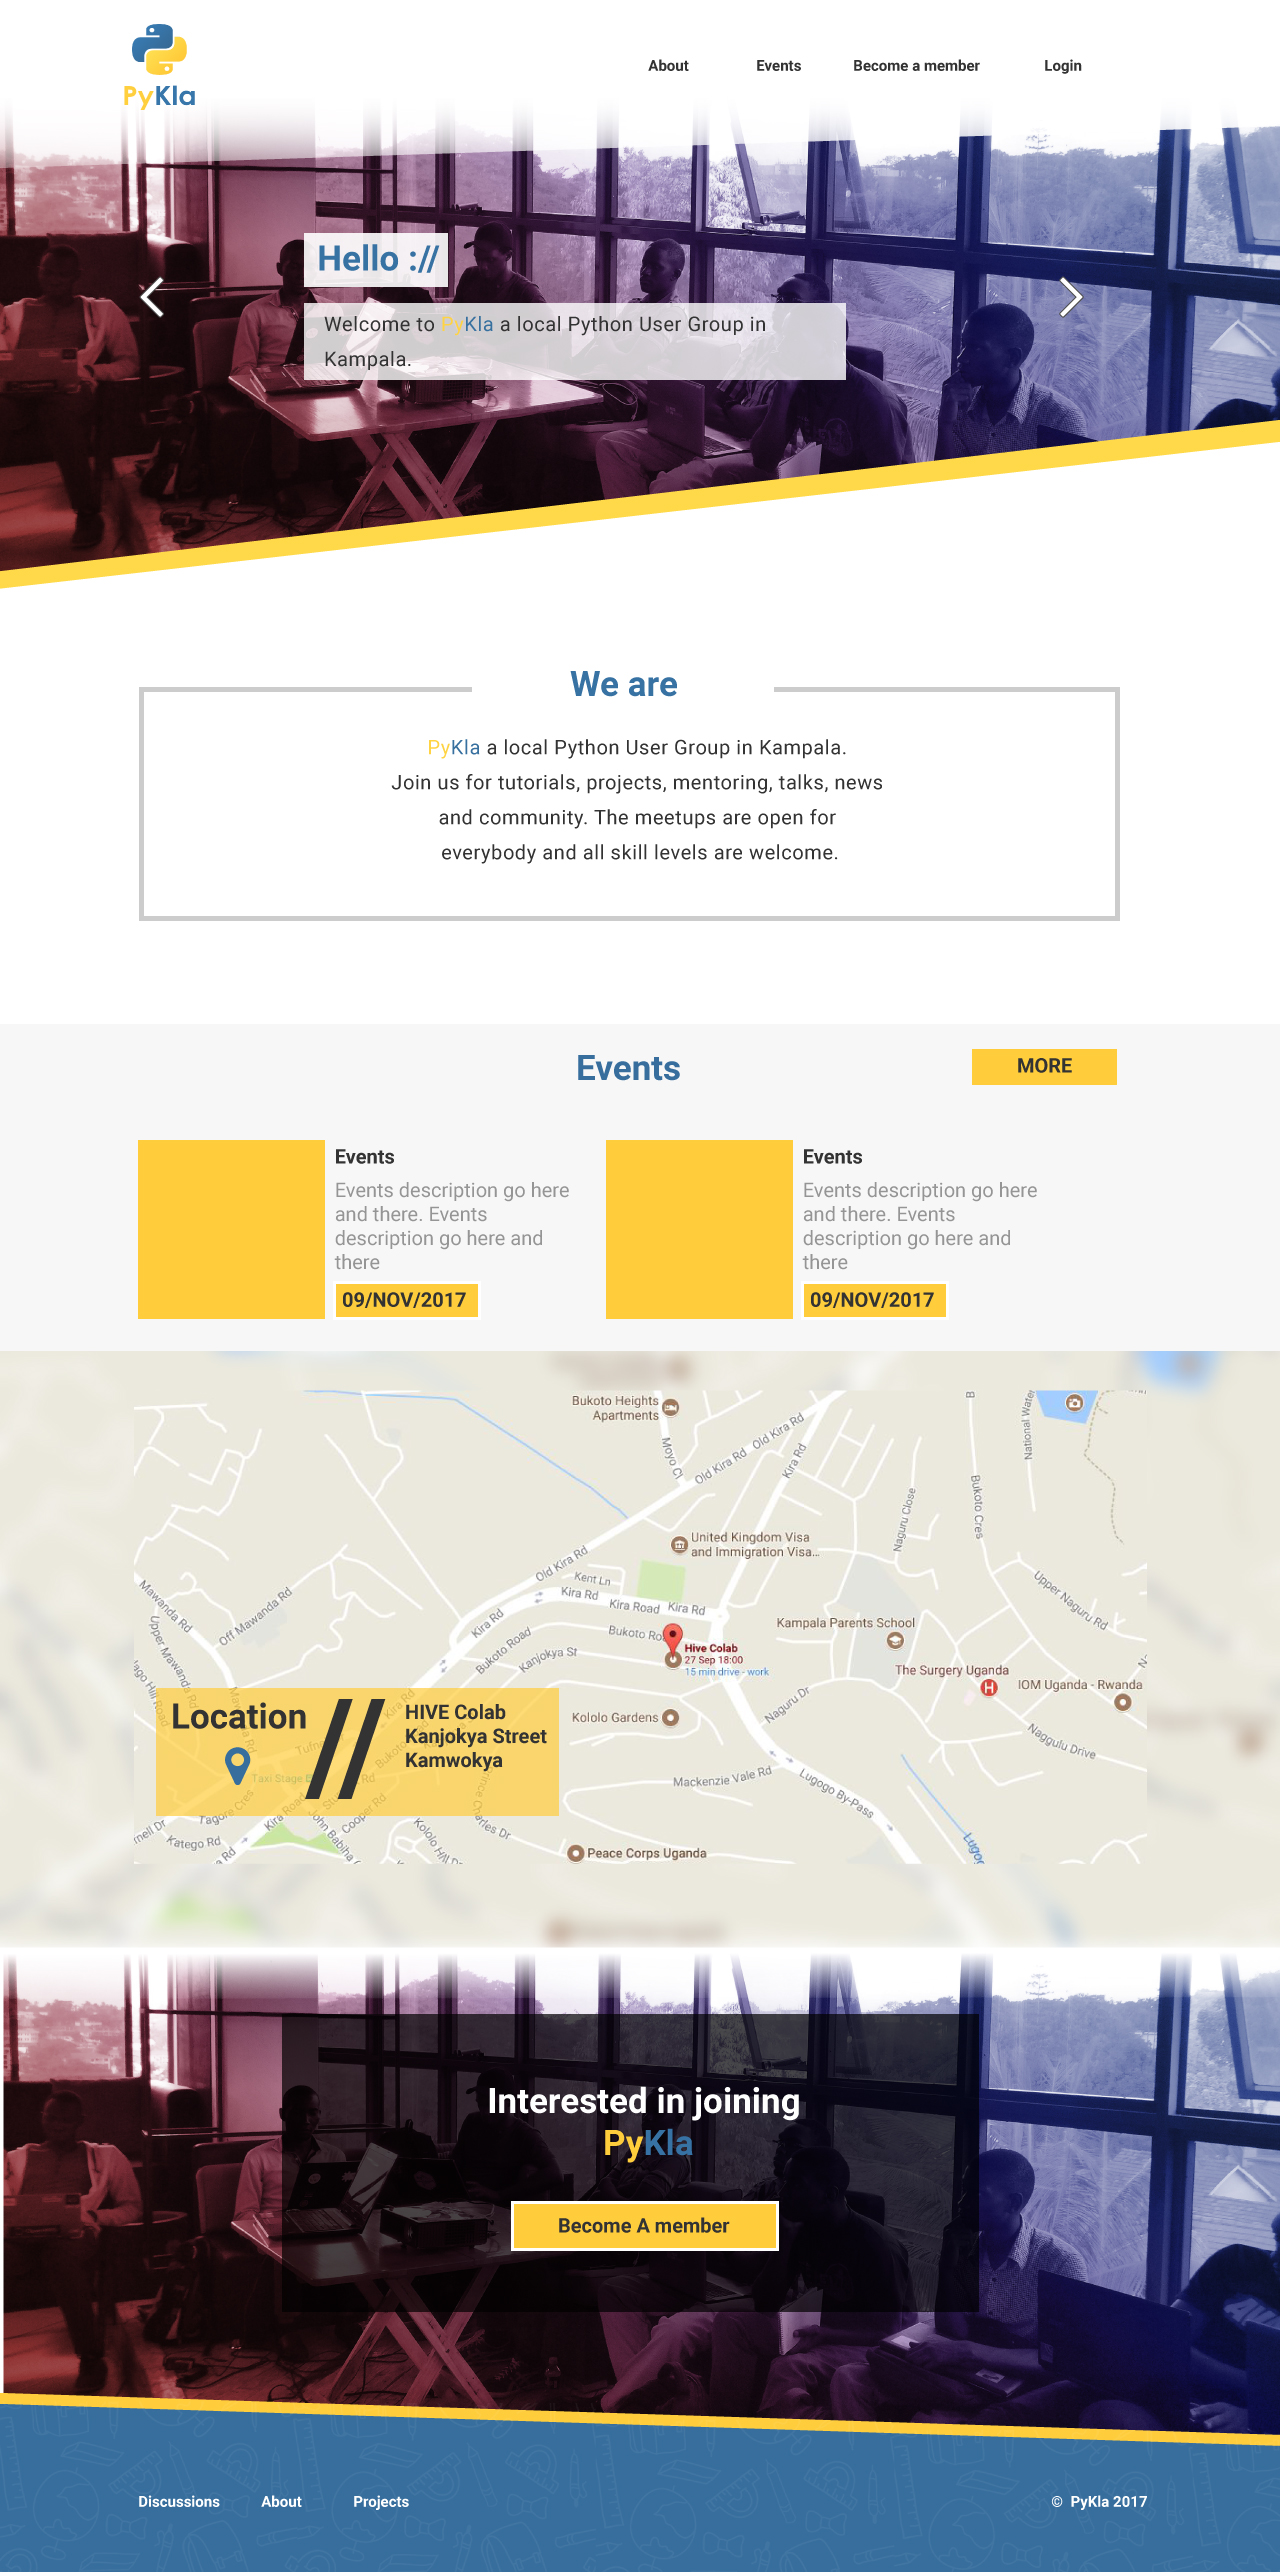 PyKla
About
Events
Become a member
Login
Hello ://
Welcome to PyKla a local Python User Group in
Kampala.
We are
PyKla a local Python User Group in Kampala.
Join us for tutorials, projects, mentoring, talks, news
and community. The meetups are open for
everybody and all skill levels are welcome.
Events
MORE
Events
Events description go here
and there. Events
description go here and
there
09/NOV/2017
Events
Events description go here
and there. Events
description go here and
there
09/NOV/2017
Bukoto Heights
Apartments
Moyo Cl
Old Kira Rd
Old Kira Rd
Kira Rd
B
National Water
Bukoto Cres
Naguru Close
United Kingdom Visa
and Immigration Visa...
Old Kira Rd
Kent Ln
Kira Rd
Kira Road
Kira Rd
Upper Naguru Rd
Mawanda Rd
Off Mawanda Rd
Upper Mawanda Rd
Kira Rd
Bukoto Road
Kanjokya St
Bukoto Ro
Kampala Parents School
Hive Colab
27 Sep 18:00
15 min drive - work
The Surgery Uganda
IOM Uganda - Rwanda
Naguru Dr
Kololo Gardens
Naggulu Drive
Mackenzie Vale Rd
Lugogo By-Pass
Location
HIVE Colab
Kanjokya Street
Kamwokya
Taxi Stage
Tagore Cres
Kira Road
Cooper Rd
Katego Rd
John Babiha
Kololo Hill D
Peace Corps Uganda
Lugog
Interested in joining
PyKla
Become A member
Discussions
About
Projects
© PyKla 2017